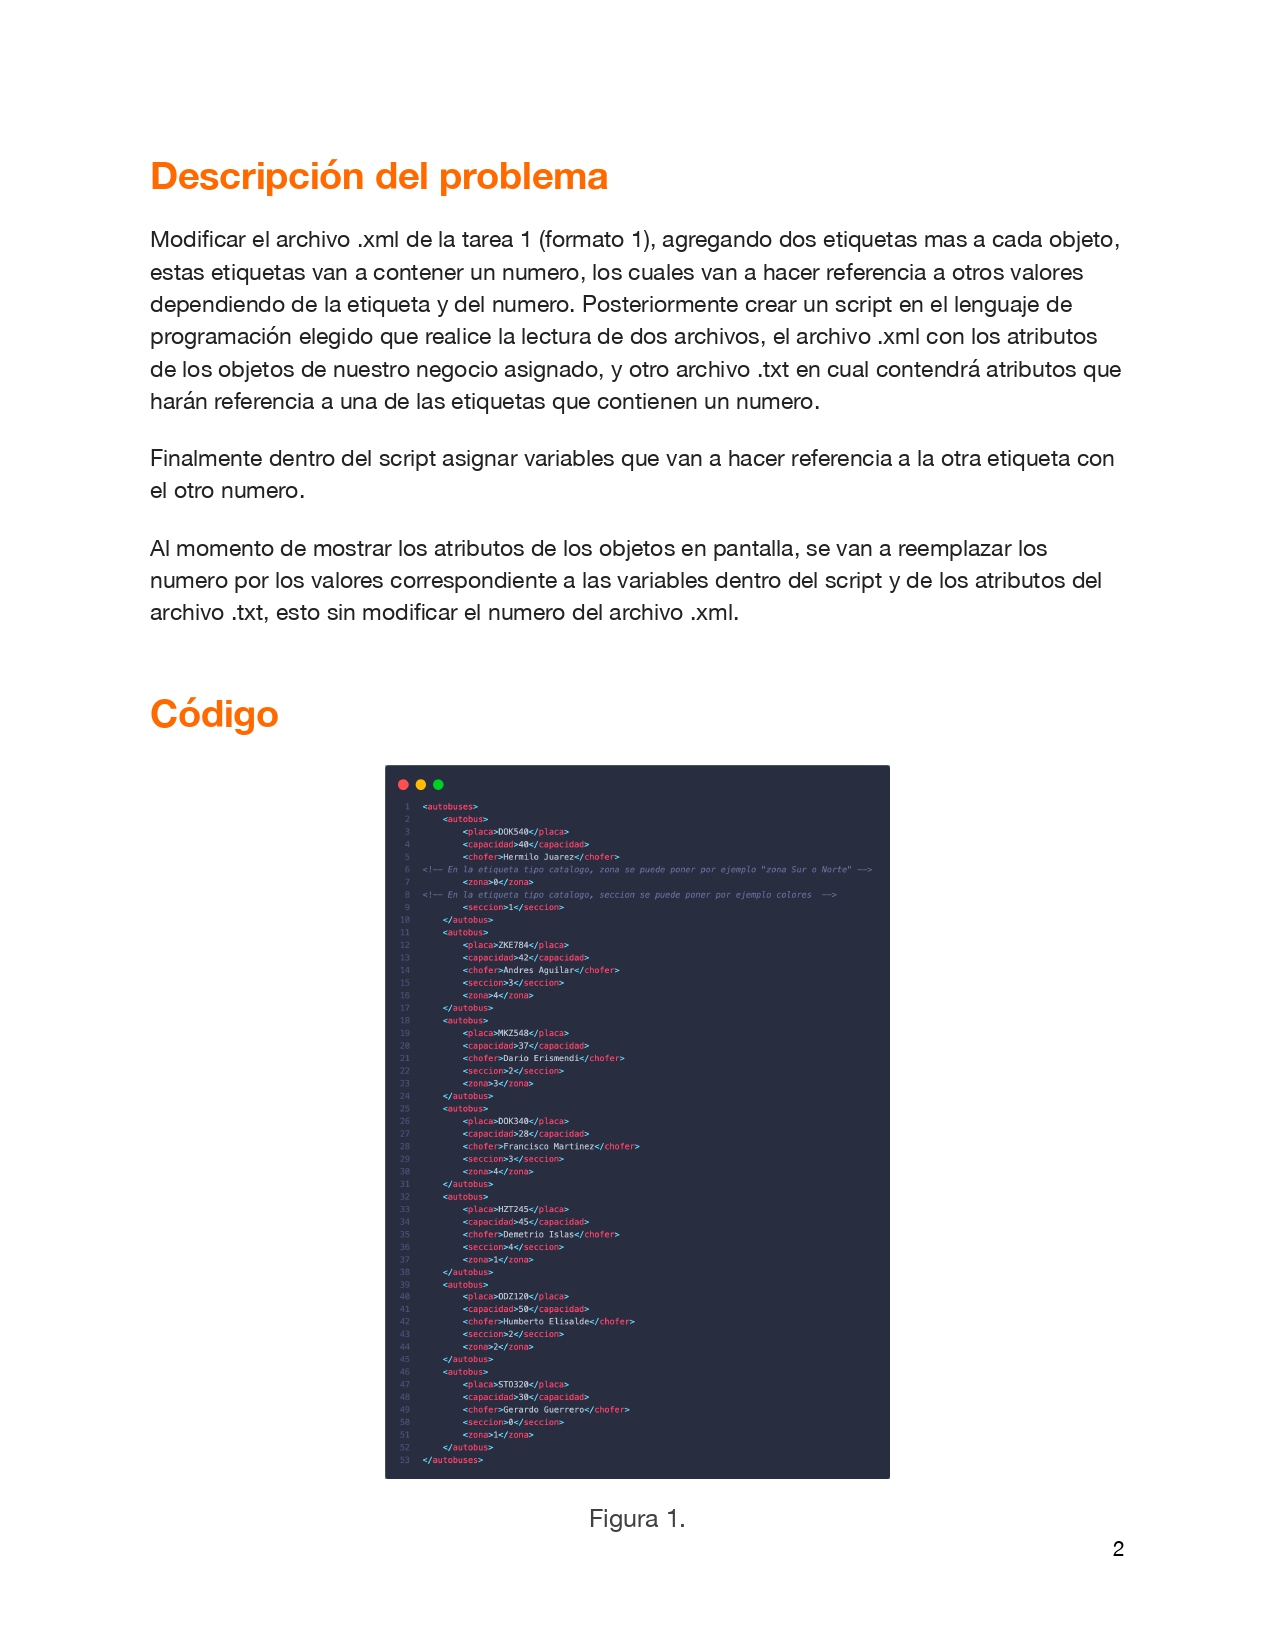 Descripción del problema
Modificar el archivo .xml de la tarea 1 (formato 1), agregando dos etiquetas mas a cada objeto,
estas etiquetas van a contener un numero, los cuales van a hacer referencia a otros valores
dependiendo de la etiqueta y del numero. Posteriormente crear un script en el lenguaje de
programación elegido que realice la lectura de dos archivos, el archivo .xml con los atributos
de los objetos de nuestro negocio asignado, y otro archivo .txt en cual contendrá atributos que
harán referencia a una de las etiquetas que contienen un numero.
Finalmente dentro del script asignar variables que van a hacer referencia a la otra etiqueta con
el otro numero.
Al momento de mostrar los atributos de los objetos en pantalla, se van a reemplazar los
numero por los valores correspondiente a las variables dentro del script y de los atributos del
archivo .txt, esto sin modificar el numero del archivo .xml.
Código
1 <autobuses>
2 <autobus>
3 <placa>DOK540</placa>
4 <capacidad>40</capacidad>
5 <chofer>Hermilo Juarez</chofer>
6 <!-- En la etiqueta tipo catalogo, zona se puede poner por ejemplo "zona Sur o Norte" -->
7 <zona>0</zona>
8 <!-- En la etiqueta tipo catalogo, seccion se puede poner por ejemplo colores -->
9 <seccion>1</seccion>
10 </autobus>
11 <autobus>
12 <placa>ZKE784</placa>
13 <capacidad>42</capacidad>
14 <chofer>Andres Aguilar</chofer>
15 <seccion>3</seccion>
16 <zona>4</zona>
17 </autobus>
18 <autobus>
19 <placa>MKZ548</placa>
20 <capacidad>37</capacidad>
21 <chofer>Dario Erismendi</chofer>
22 <seccion>2</seccion>
23 <zona>3</zona>
24 </autobus>
25 <autobus>
26 <placa>DOK340</placa>
27 <capacidad>28</capacidad>
28 <chofer>Francisco Martinez</chofer>
29 <seccion>3</seccion>
30 <zona>4</zona>
31 </autobus>
32 <autobus>
33 <placa>HZT245</placa>
34 <capacidad>45</capacidad>
35 <chofer>Demetrio Islas</chofer>
36 <seccion>4</seccion>
37 <zona>1</zona>
38 </autobus>
39 <autobus>
40 <placa>ODZ120</placa>
41 <capacidad>50</capacidad>
42 <chofer>Humberto Elisalde</chofer>
43 <seccion>2</seccion>
44 <zona>2</zona>
45 </autobus>
46 <autobus>
47 <placa>STO320</placa>
48 <capacidad>30</capacidad>
49 <chofer>Gerardo Guerrero</chofer>
50 <seccion>0</seccion>
51 <zona>1</zona>
52 </autobus>
53 </autobuses>
Figura 1.
2